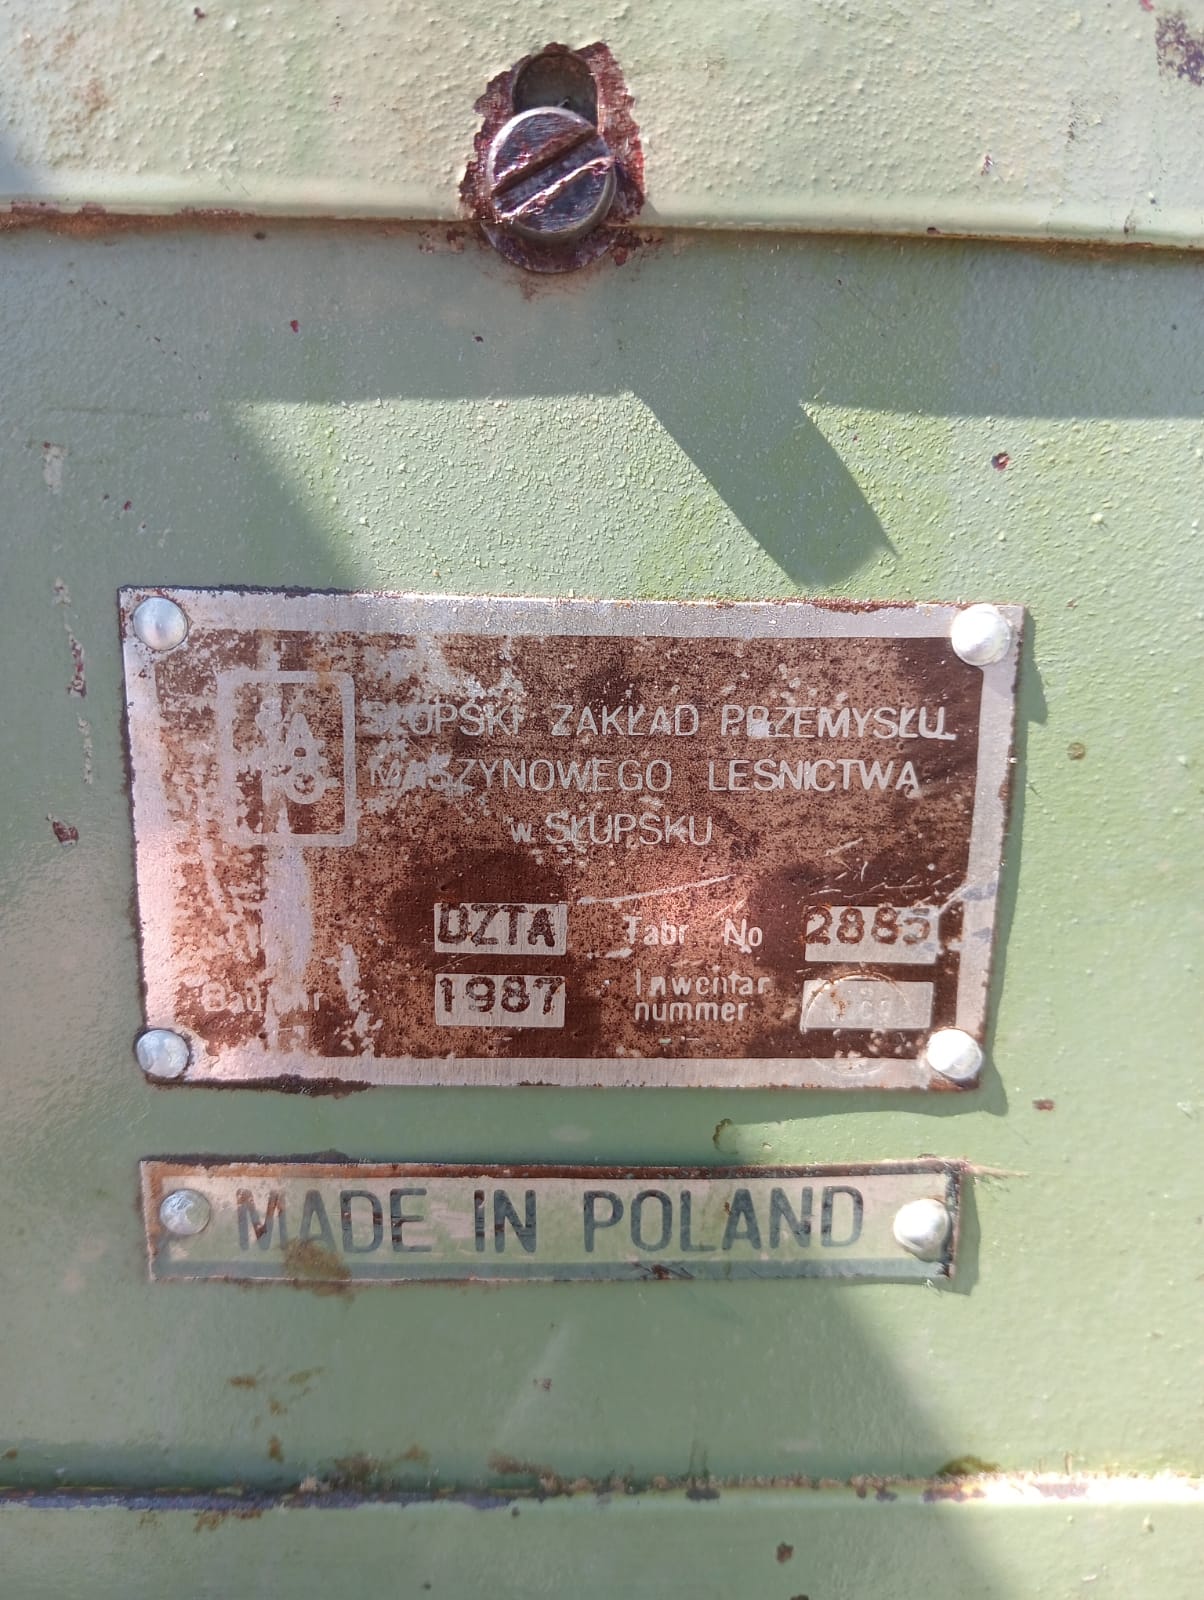 SŁUPSKI ZAKŁAD PRZEMYSŁU
MASZYNOWEGO LEŚNICTWA
w SŁUPSKU
DZTA Fabr No 2885
Baujahr 1987 Inwentar
nummer
MADE IN POLAND